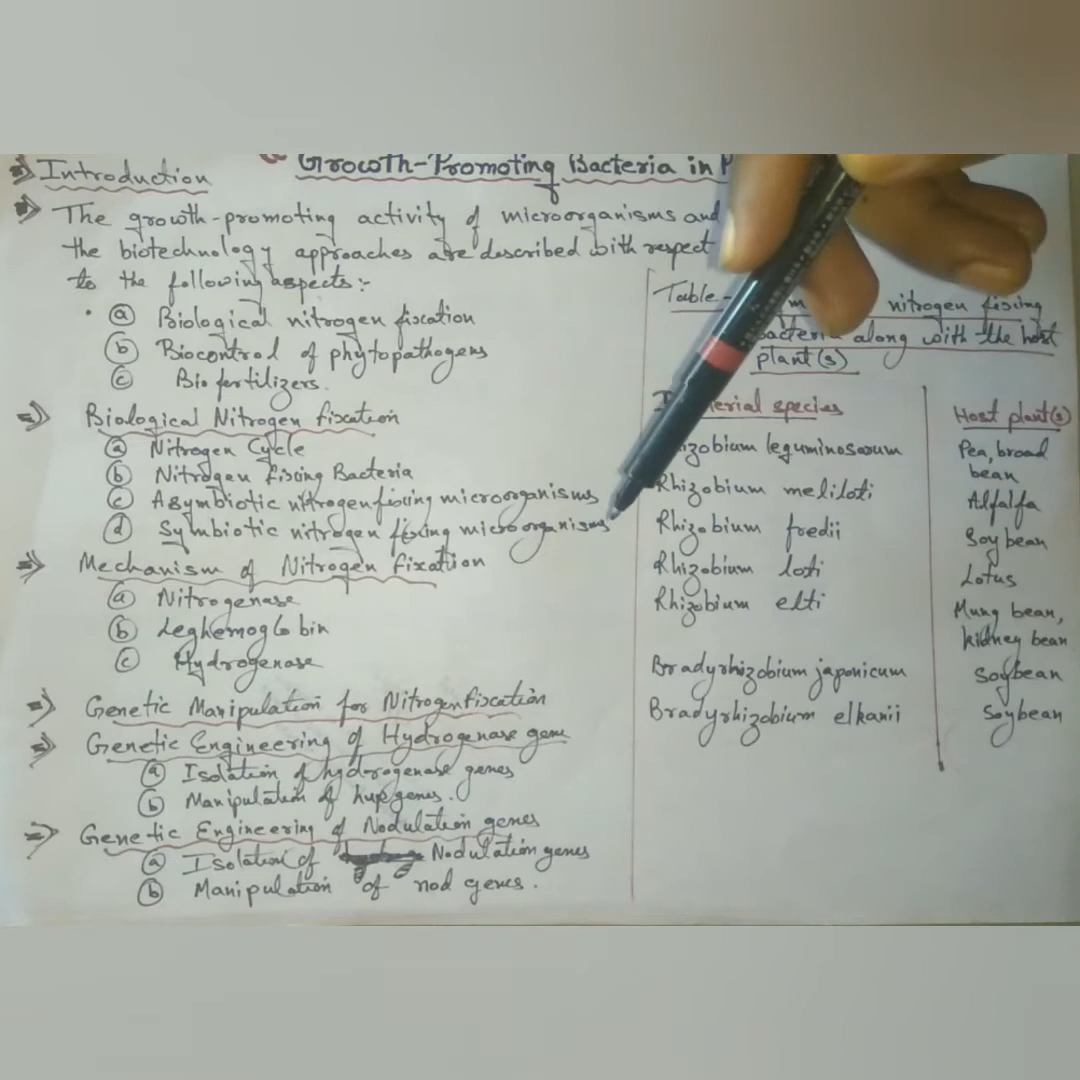 Growth-Promoting Bacteria in
⇒ Introduction
⇒ The growth-promoting activity of microorganisms and
the biotechnology approaches are described with respect
to the following aspects:-
ⓐ Biological nitrogen fixation
ⓑ Biocontrol of phytopathogens
ⓒ Bio fertilizers.
⇒ Biological Nitrogen fixation
ⓐ Nitrogen Cycle
ⓑ Nitrogen fixing Bacteria
ⓒ Asymbiotic nitrogen fixing microorganisms
ⓓ Symbiotic nitrogen fixing microorganisms
⇒ Mechanism of Nitrogen fixation
ⓐ Nitrogenase
ⓑ Leghemoglobin
ⓒ Hydrogenase
⇒ Genetic Manipulation for Nitrogen fixation
⇒ Genetic Engineering of Hydrogenase gene
ⓐ Isolation of hydrogenase genes
ⓑ Manipulation of hup genes.
⇒ Genetic Engineering of Nodulation genes
ⓐ Isolation of Nodulation genes
ⓑ Manipulation of nod genes.
Table- nitrogen fixing
bacteria along with the host
plant(s)
species Host plant(s)
leguminosarum Pea, broad
bean
Rhizobium meliloti Alfalfa
Rhizobium fredii Soybean
Rhizobium loti Lotus
Rhizobium elti Mung bean,
kidney bean
Bradyrhizobium japonicum Soybean
Bradyrhizobium elkanii Soybean